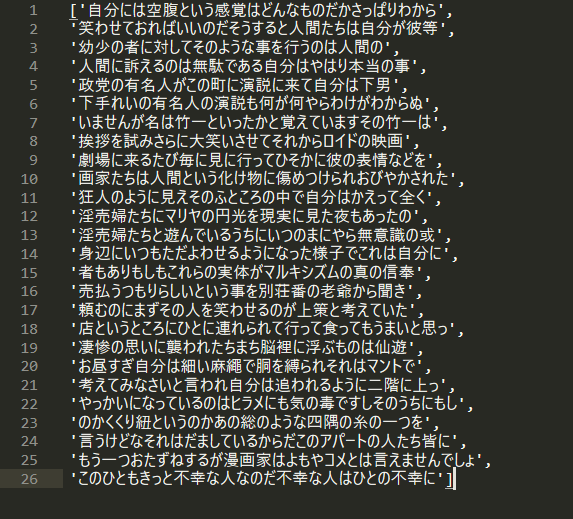 1 ['自分には空腹という感覚はどんなものだかさっぱりわから',
2 '笑わせておればいいのだそうすると人間たちは自分が彼等',
3 '幼少の者に対してそのような事を行うのは人間の',
4 '人間に訴えるのは無駄である自分はやはり本当の事',
5 '政党の有名人がこの町に演説に来て自分は下男',
6 '下手れいの有名人の演説も何が何やらわけがわからぬ',
7 'いませんが名は竹一といったかと覚えていますその竹一は',
8 '挨拶を試みさらに大笑いさせてそれからロイドの映画',
9 '劇場に来るたび毎に見に行ってひそかに彼の表情などを',
10 '画家たちは人間という化け物に傷めつけられおびやかされた',
11 '狂人のように見えそのふところの中で自分はかえって全く',
12 '淫売婦たちにマリヤの円光を現実に見た夜もあったの',
13 '淫売婦たちと遊んでいるうちにいつのまにやら無意識の或',
14 '身辺にいつもただよわせるようになった様子でこれは自分に',
15 '者もありもしもこれらの実体がマルキシズムの真の信奉',
16 '売払うつもりらしいという事を別荘番の老爺から聞き',
17 '頼むのにまずその人を笑わせるのが上策と考えていた',
18 '店というところにひとに連れられて行って食ってもうまいと思っ',
19 '凄惨の思いに襲われたちまち脳裡に浮ぶものは仙遊',
20 'お昼すぎ自分は細い麻繩で胴を縛られそれはマントで',
21 '考えてみなさいと言われ自分は追われるように二階に上っ',
22 'やっかいになっているのはヒラメにも気の毒ですしそのうちにもし',
23 'のかくくり紐というのかあの総のような四隅の糸の一つを',
24 '言うけどなそれはだましているからだこのアパートの人たち皆に',
25 'もう一つおたずねするが漫画家はよもやコメとは言えませんでしょ',
26 'このひともきっと不幸な人なのだ不幸な人はひとの不幸に']